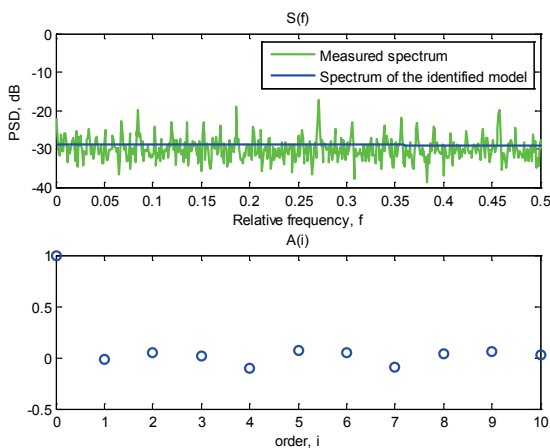 S(f)
0
-10
-20
-30
-40
PSD, dB
Measured spectrum
Spectrum of the identified model
0 0.05 0.1 0.15 0.2 0.25 0.3 0.35 0.4 0.45 0.5
Relative frequency, f
A(i)
1
0.5
0
-0.5
0 1 2 3 4 5 6 7 8 9 10
order, i